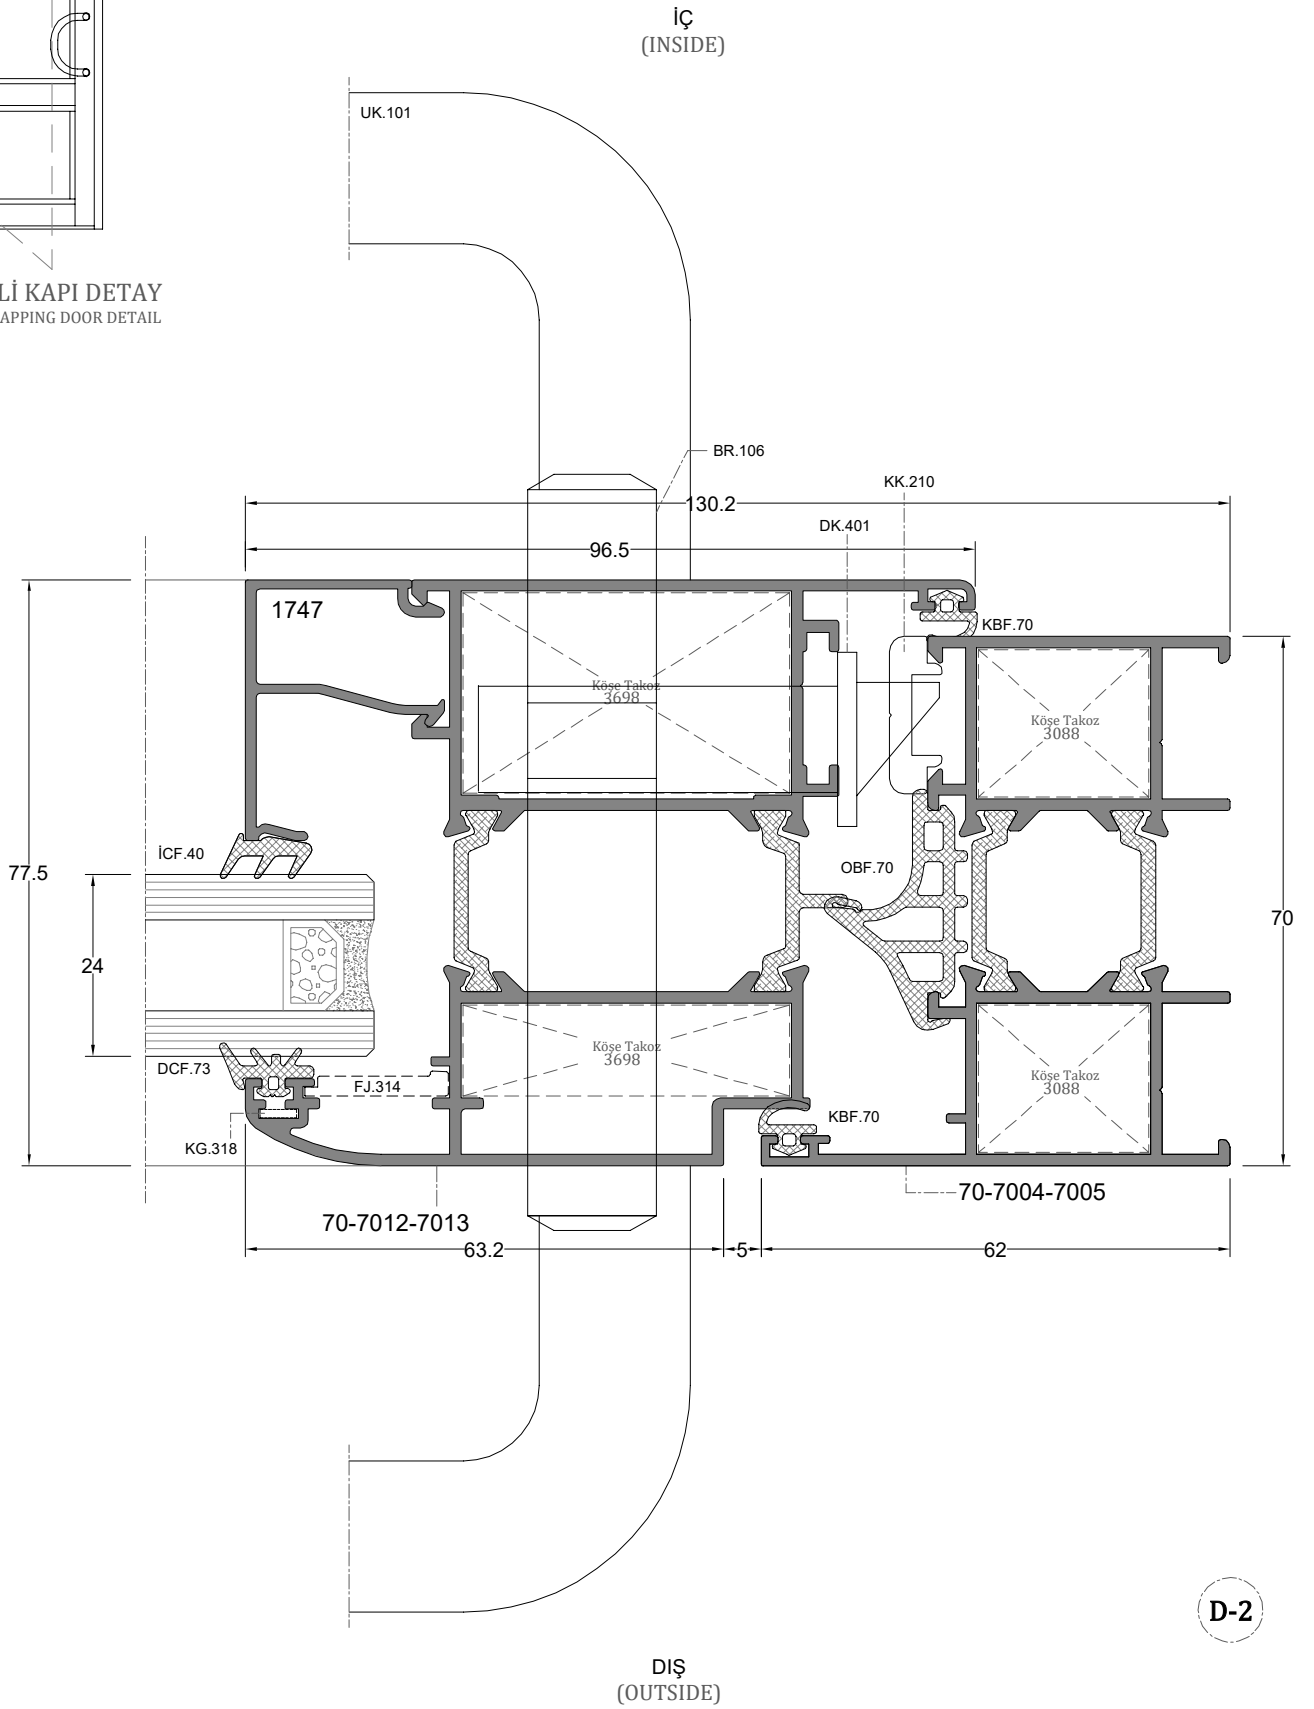 İÇ
(INSIDE)
UK.101
Lİ KAPI DETAY
APPING DOOR DETAIL
BR.106
KK.210
130.2
DK.401
96.5
1747
KBF.70
Köşe Takoz
3698
Köşe Takoz
3088
İCF.40
OBF.70
77.5
70
24
Köşe Takoz
3698
DCF.73
FJ.314
Köşe Takoz
3088
KBF.70
KG.318
70-7004-7005
70-7012-7013
63.2
5
62
D-2
DIŞ
(OUTSIDE)